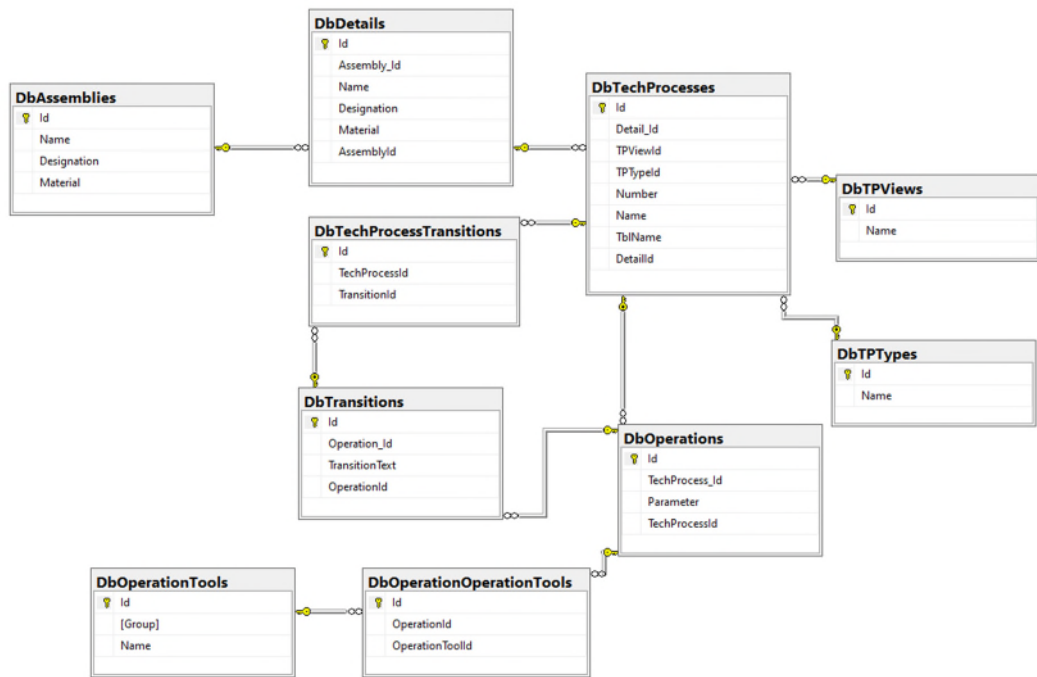 DbDetails
Id
Assembly_Id
Name
Designation
Material
AssemblyId
DbAssemblies
Id
Name
Designation
Material
DbTechProcesses
Id
Detail_Id
TPViewId
TPTypeId
Number
Name
TblName
DetailId
DbTPViews
Id
Name
DbTechProcessTransitions
Id
TechProcessId
TransitionId
DbTPTypes
Id
Name
DbTransitions
Id
Operation_Id
TransitionText
OperationId
DbOperations
Id
TechProcess_Id
Parameter
TechProcessId
DbOperationTools
Id
[Group]
Name
DbOperationOperationTools
Id
OperationId
OperationToolId